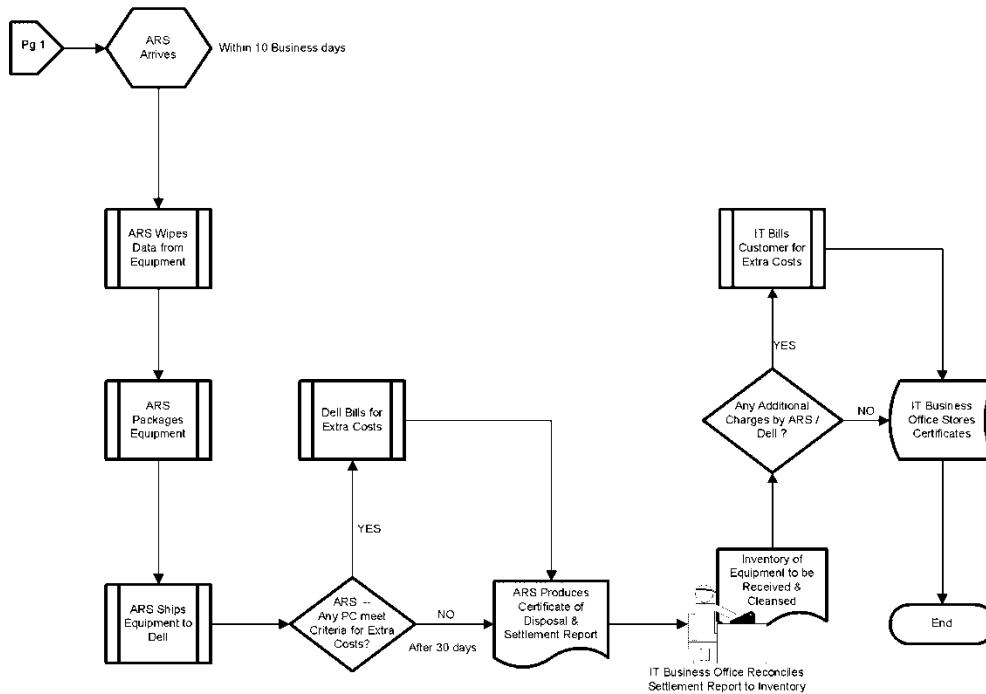 Pg 1
ARS
Arrives
Within 10 Business days
ARS Wipes
Data from
Equipment
ARS
Packages
Equipment
ARS Ships
Equipment to
Dell
Dell Bills for
Extra Costs
YES
ARS --
Any PC meet
Criteria for Extra
Costs?
NO
After 30 days
ARS Produces
Certificate of
Disposal &
Settlement Report
IT Business Office Reconciles
Settlement Report to Inventory
Inventory of
Equipment to be
Received &
Cleansed
Any Additional
Charges by ARS /
Dell ?
YES
NO
IT Bills
Customer for
Extra Costs
IT Business
Office Stores
Certificates
End